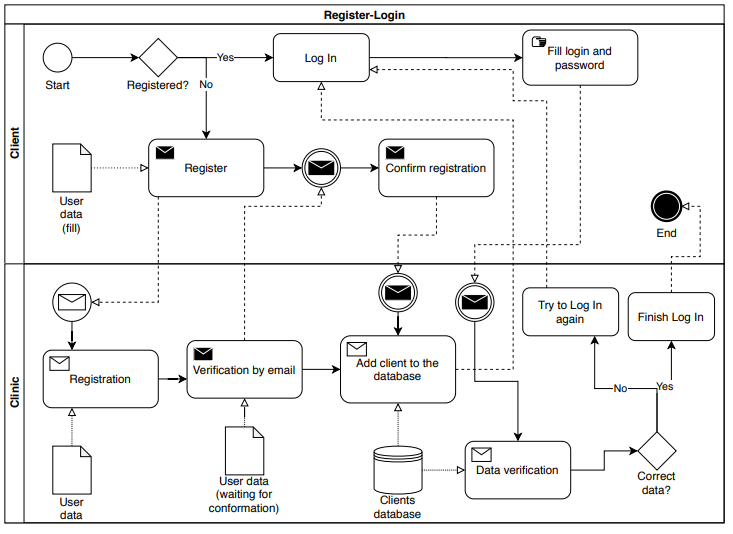 Register-Login
Client
Start
Registered?
Yes
No
Log In
Fill login and
password
User
data
(fill)
Register
Confirm registration
End
Clinic
Registration
Verification by email
Add client to the
database
Try to Log In
again
Finish Log In
No
Yes
User
data
User data
(waiting for
conformation)
Clients
database
Data verification
Correct
data?